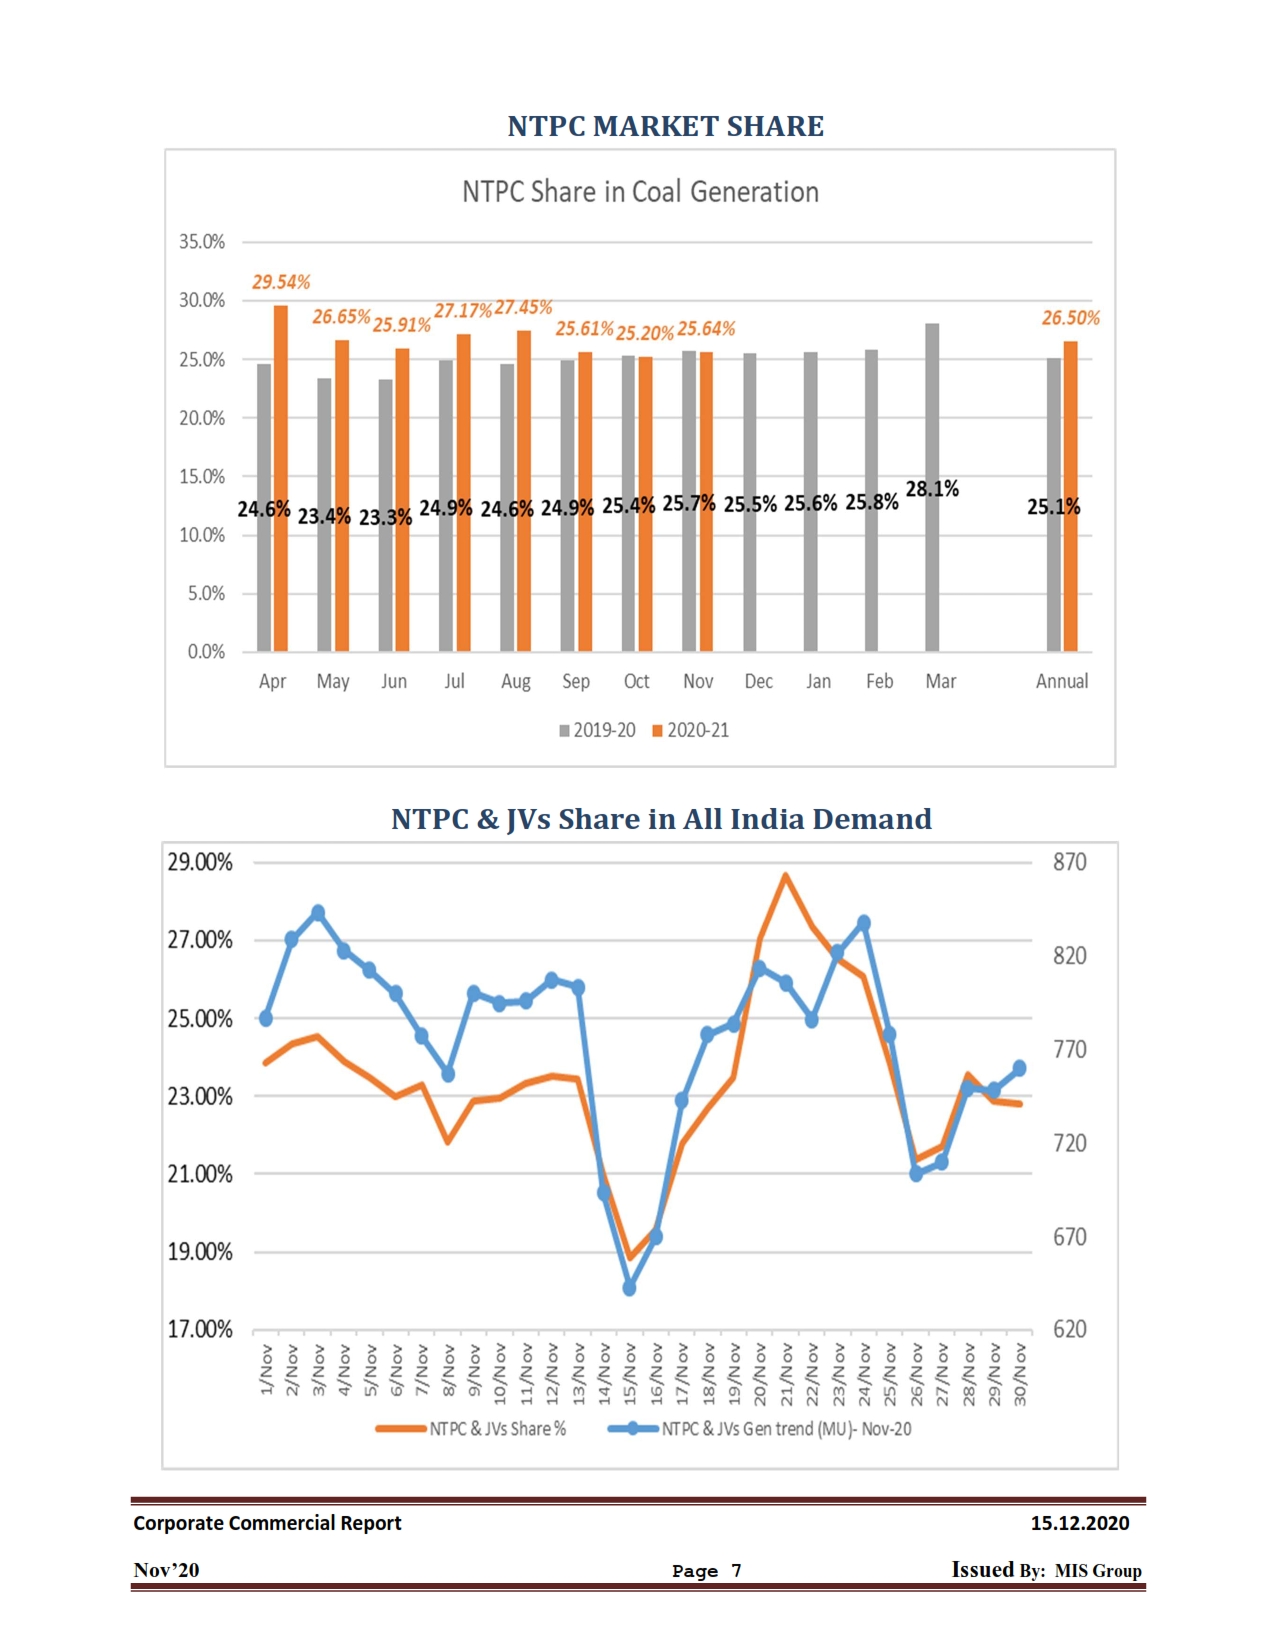 NTPC MARKET SHARE
NTPC Share in Coal Generation
35.0%
30.0%
25.0%
20.0%
15.0%
10.0%
5.0%
0.0%
29.54%
26.65%
25.91%
27.17%
27.45%
25.61%
25.20%
25.64%
26.50%
24.6%
23.4%
23.3%
24.9%
24.6%
24.9%
25.4%
25.7%
25.5%
25.6%
25.8%
28.1%
25.1%
Apr May Jun Jul Aug Sep Oct Nov Dec Jan Feb Mar Annual
2019-20 2020-21
NTPC & JVs Share in All India Demand
29.00%
27.00%
25.00%
23.00%
21.00%
19.00%
17.00%
870
820
770
720
670
620
1/Nov
2/Nov
3/Nov
4/Nov
5/Nov
6/Nov
7/Nov
8/Nov
9/Nov
10/Nov
11/Nov
12/Nov
13/Nov
14/Nov
15/Nov
16/Nov
17/Nov
18/Nov
19/Nov
20/Nov
21/Nov
22/Nov
23/Nov
24/Nov
25/Nov
26/Nov
27/Nov
28/Nov
29/Nov
30/Nov
NTPC & JVs Share % NTPC & JVs Gen trend (MU)- Nov-20
Corporate Commercial Report 15.12.2020
Nov’20 Page 7 Issued By: MIS Group